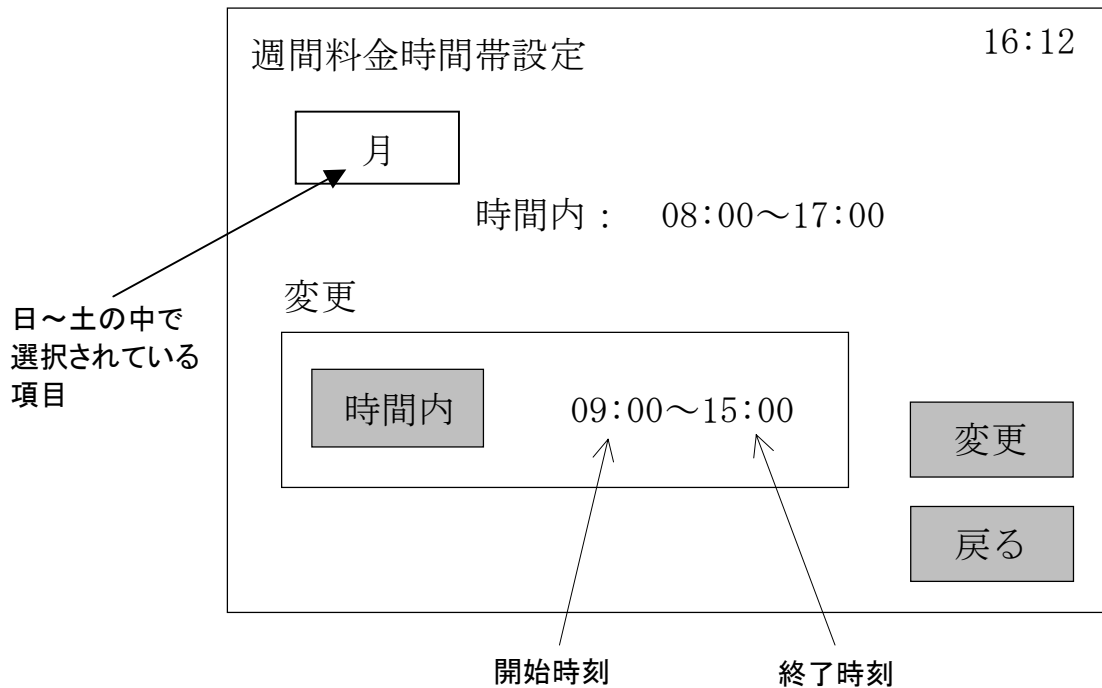 週間料金時間帯設定
16:12
月
時間内： 08:00～17:00
日～土の中で
選択されている
項目
変更
時間内
09:00～15:00
変更
戻る
開始時刻
終了時刻